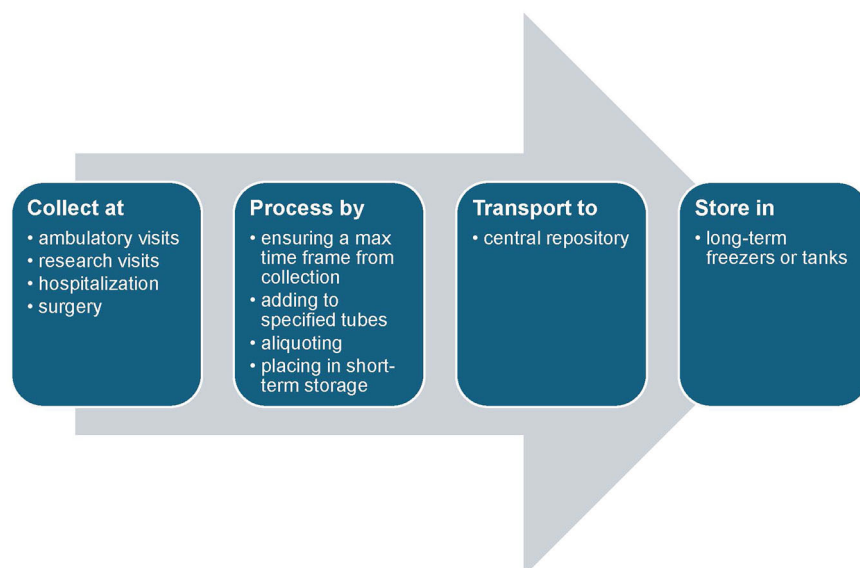 Collect at
• ambulatory visits
• research visits
• hospitalization
• surgery
Process by
• ensuring a max
time frame from
collection
• adding to
specified tubes
• aliquoting
• placing in short-
term storage
Transport to
• central repository
Store in
• long-term
freezers or tanks